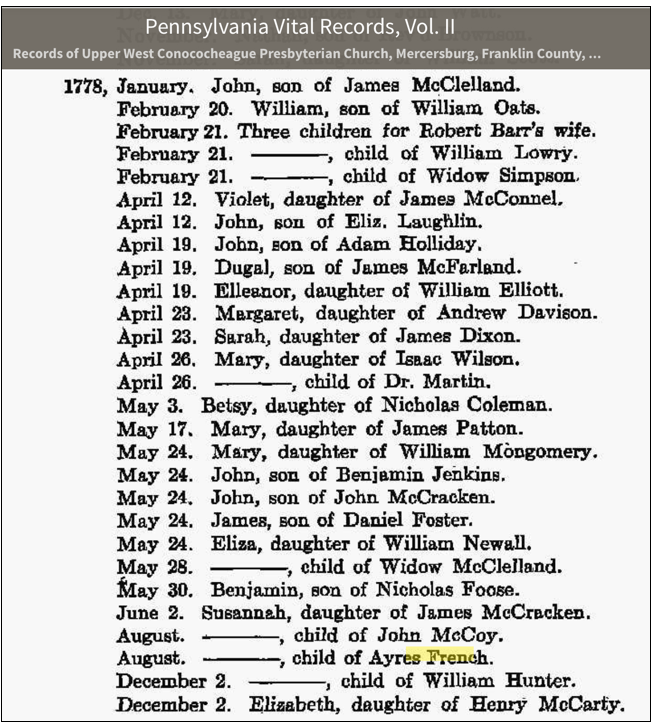 Pennsylvania Vital Records, Vol. II
Records of Upper West Conococheague Presbyterian Church, Mercersburg, Franklin County, ...
1778, January. John, son of James McClelland.
February 20. William, son of William Oats.
February 21. Three children for Robert Barr's wife.
February 21. ———, child of William Lowry.
February 21. ———, child of Widow Simpson.
April 12. Violet, daughter of James McConnel.
April 12. John, son of Eliz. Laughlin.
April 19. John, son of Adam Holliday.
April 19. Dugal, son of James McFarland.
April 19. Elleanor, daughter of William Elliott.
April 23. Margaret, daughter of Andrew Davison.
April 23. Sarah, daughter of James Dixon.
April 26. Mary, daughter of Isaac Wilson.
April 26. ———, child of Dr. Martin.
May 3. Betsy, daughter of Nicholas Coleman.
May 17. Mary, daughter of James Patton.
May 24. Mary, daughter of William Mongomery.
May 24. John, son of Benjamin Jenkins.
May 24. John, son of John McCracken.
May 24. James, son of Daniel Foster.
May 24. Eliza, daughter of William Newall.
May 28. ———, child of Widow McClelland.
May 30. Benjamin, son of Nicholas Foose.
June 2. Susannah, daughter of James McCracken.
August. ———, child of John McCoy.
August. ———, child of Ayres French.
December 2. ———, child of William Hunter.
December 2. Elizabeth, daughter of Henry McCarty.